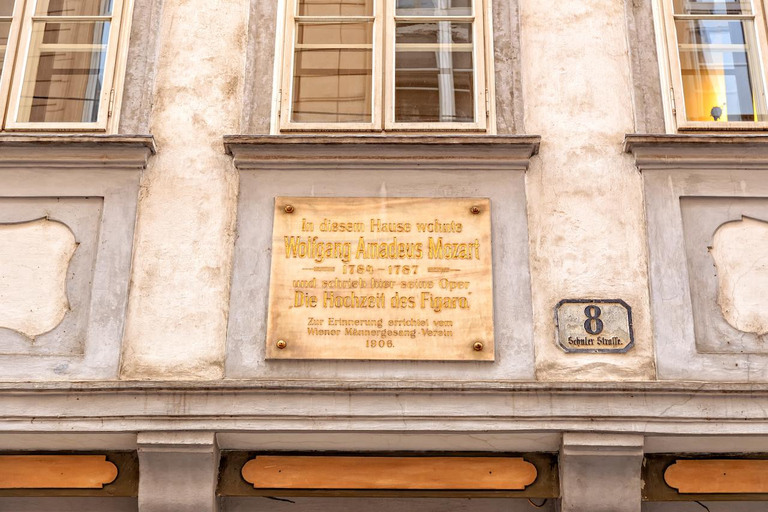 In diesem Hause wohnte
Wolfgang Amadeus Mozart
1784-1787
und schrieb hier seine Oper
„Die Hochzeit des Figaro."
Zur Erinnerung errichtet vom
Wiener Männergesang-Verein
1906.
8
Schuler Straße.